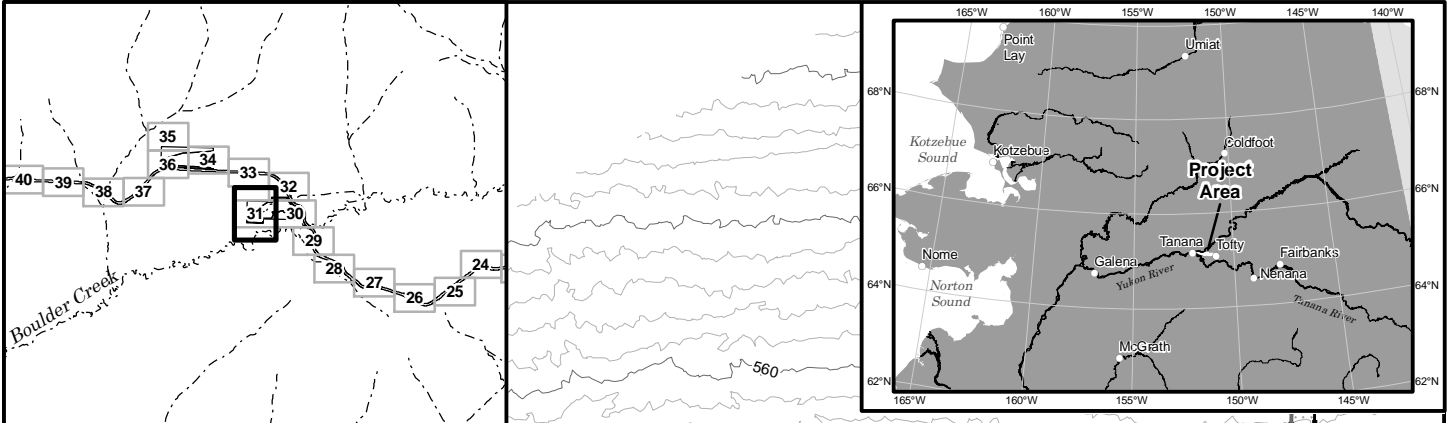 35
36
34
33
32
40
39
38
37
31
30
29
28
27
26
25
24
Boulder Creek
560
165°W
160°W
155°W
150°W
145°W
140°W
Point
Lay
Umiat
68°N
68°N
Kotzebue
Sound
Kotzebue
Coldfoot
Project
Area
66°N
66°N
Nome
Tanana
Tofty
Galena
Fairbanks
Yukon River
Nenana
64°N
64°N
Norton
Sound
Tanana River
McGrath
62°N
62°N
165°W
160°W
155°W
150°W
145°W